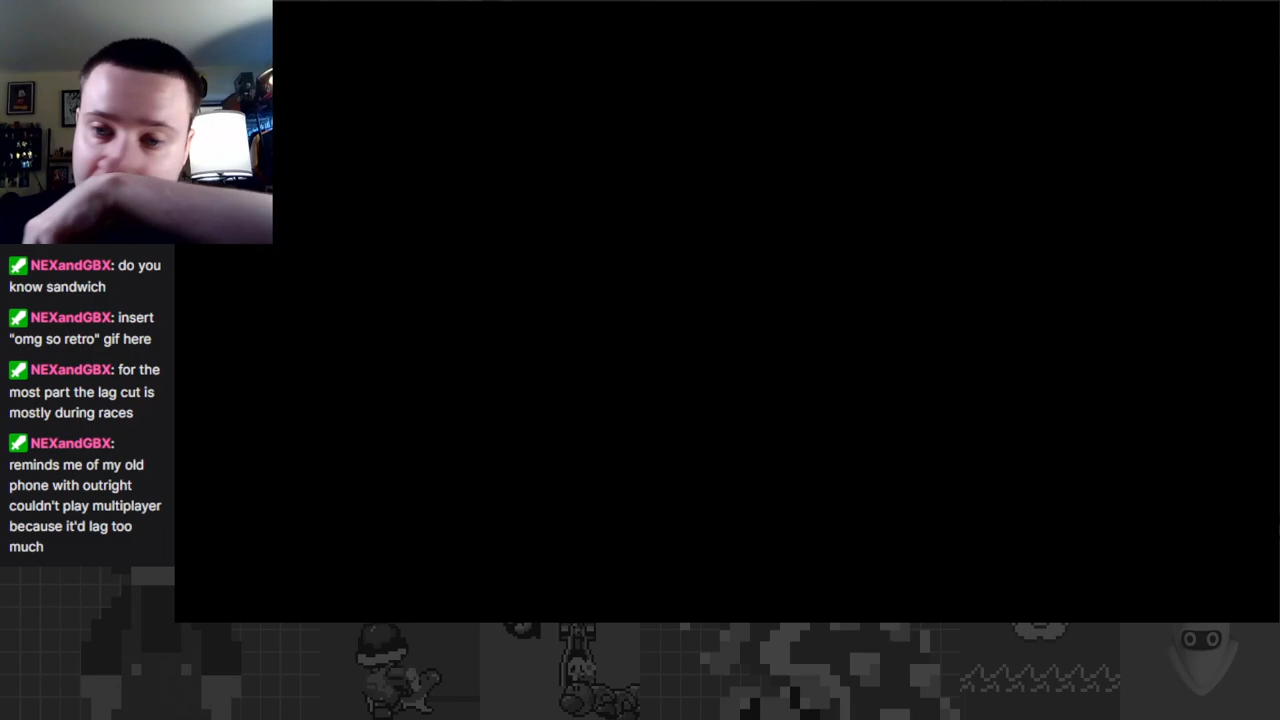 NEXandGBX: do you
know sandwich
NEXandGBX: insert
"omg so retro" gif here
NEXandGBX: for the
most part the lag cut is
mostly during races
NEXandGBX:
reminds me of my old
phone with outright
couldn't play multiplayer
because it'd lag too
much